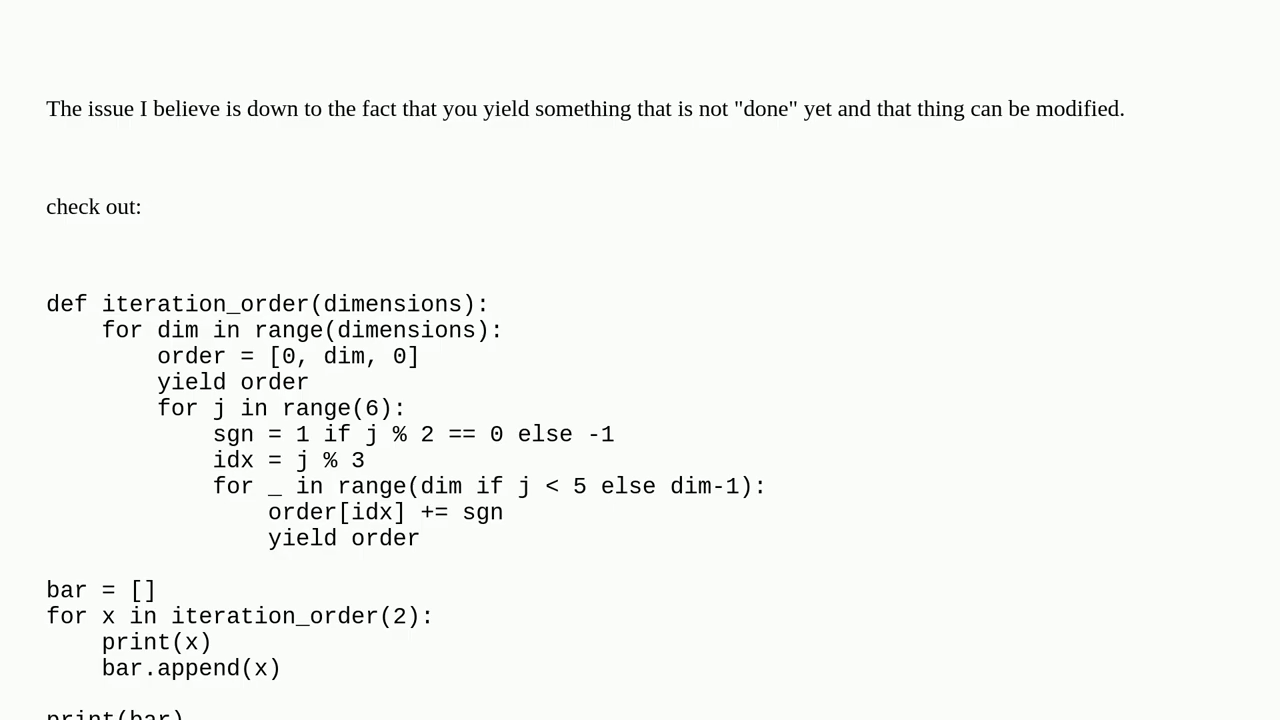 The issue I believe is down to the fact that you yield something that is not "done" yet and that thing can be modified.
check out:
def iteration_order(dimensions):
    for dim in range(dimensions):
        order = [0, dim, 0]
        yield order
        for j in range(6):
            sgn = 1 if j % 2 == 0 else -1
            idx = j % 3
            for _ in range(dim if j < 5 else dim-1):
                order[idx] += sgn
                yield order
bar = []
for x in iteration_order(2):
    print(x)
    bar.append(x)
print(bar)